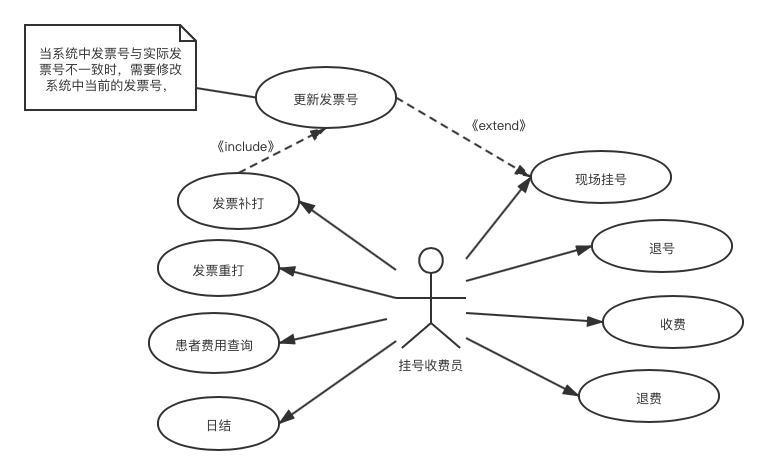 当系统中发票号与实际发
票号不一致时，需要修改
系统中当前的发票号，
更新发票号
《include》
《extend》
现场挂号
发票补打
退号
发票重打
收费
患者费用查询
挂号收费员
退费
日结